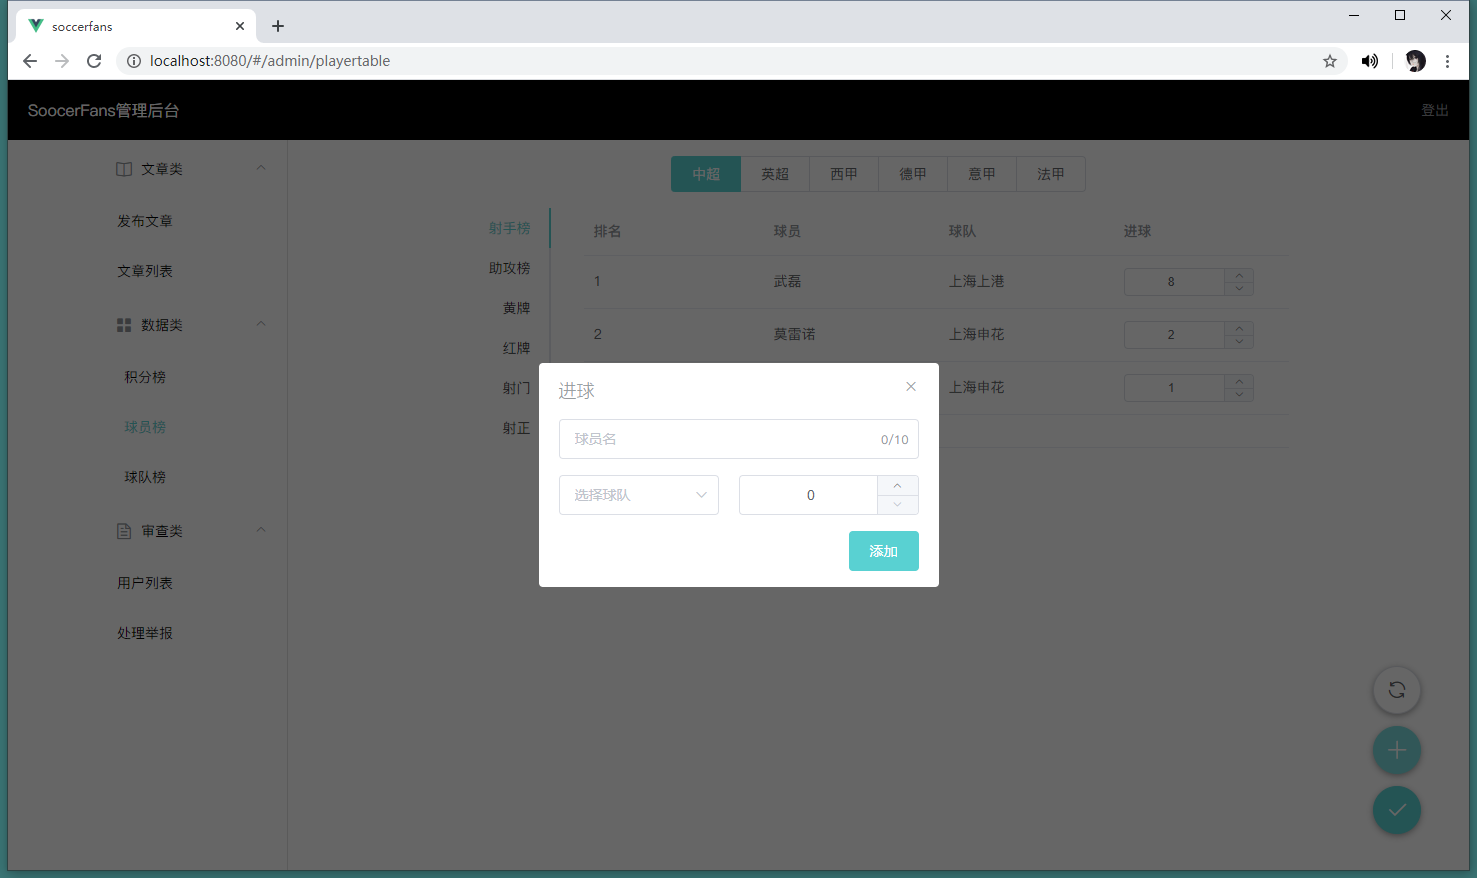 soccerfans
localhost:8080/#/admin/playertable
SoocerFans管理后台
登出
文章类
发布文章
文章列表
数据类
积分榜
球员榜
球队榜
审查类
用户列表
处理举报
中超 英超 西甲 德甲 意甲 法甲
射手榜
助攻榜
黄牌
红牌
射门
射正
排名 球员 球队 进球
1 武磊 上海上港 8
2 莫雷诺 上海申花 2
上海申花 1
进球
球员名 0/10
选择球队 0
添加